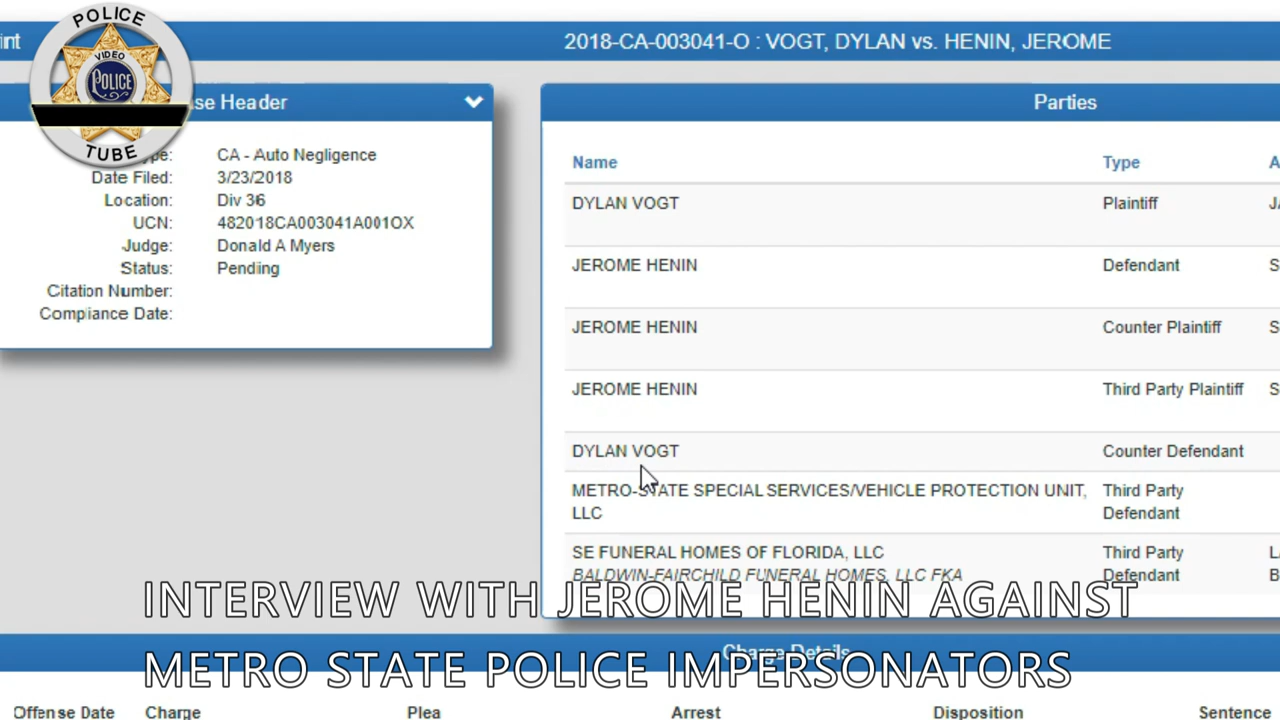 POLICE
VIDEO
POLICE
TUBE
int
2018-CA-003041-O : VOGT, DYLAN vs. HENIN, JEROME
se Header
ype:
CA - Auto Negligence
Date Filed:
3/23/2018
Location:
Div 36
UCN:
482018CA003041A001OX
Judge:
Donald A Myers
Status:
Pending
Citation Number:
Compliance Date:
Parties
Name Type A
DYLAN VOGT Plaintiff JA
JEROME HENIN Defendant S
JEROME HENIN Counter Plaintiff S
JEROME HENIN Third Party Plaintiff S
DYLAN VOGT Counter Defendant
METRO-STATE SPECIAL SERVICES/VEHICLE PROTECTION UNIT, Third Party
LLC Defendant
SE FUNERAL HOMES OF FLORIDA, LLC Third Party L
BALDWIN-FAIRCHILD FUNERAL HOMES, LLC FKA Defendant B
INTERVIEW WITH JEROME HENIN AGAINST
METRO STATE POLICE IMPERSONATORS
Charge Details
Offense Date Charge Plea Arrest Disposition Sentence